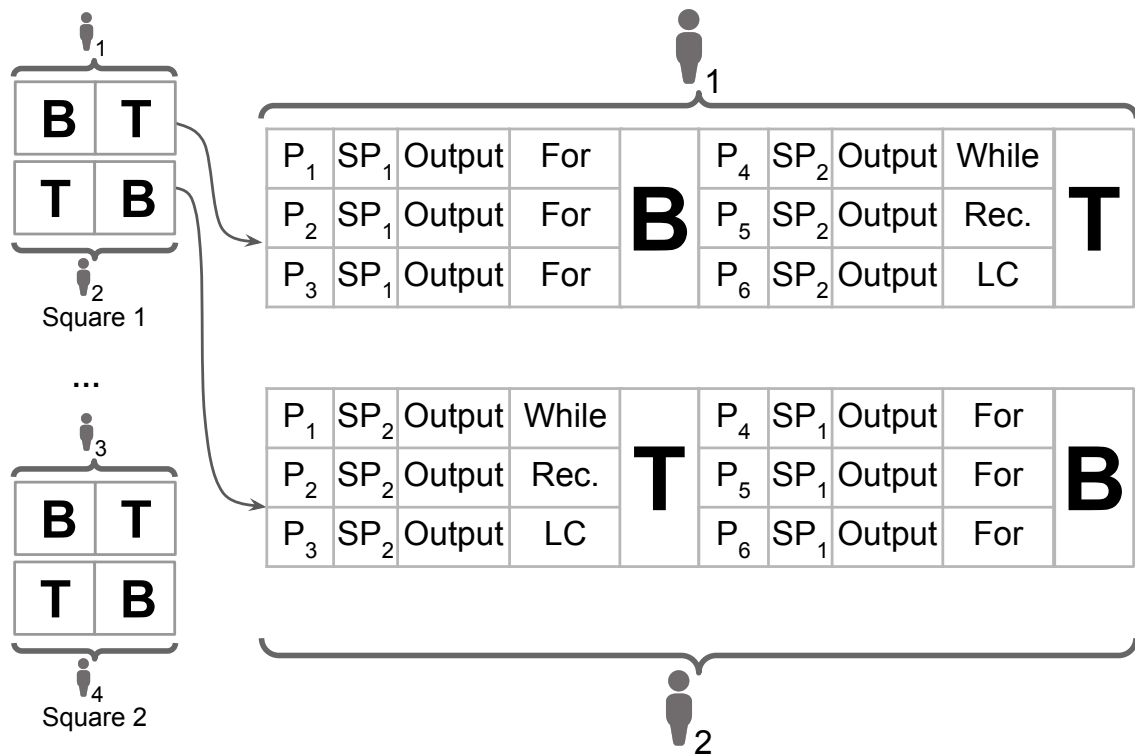 1
B T
T B
2
Square 1
...
3
B T
T B
4
Square 2
1
P1 SP1 Output For B P4 SP2 Output While T
P2 SP1 Output For P5 SP2 Output Rec.
P3 SP1 Output For P6 SP2 Output LC
P1 SP2 Output While T P4 SP1 Output For B
P2 SP2 Output Rec. P5 SP1 Output For
P3 SP2 Output LC P6 SP1 Output For
2